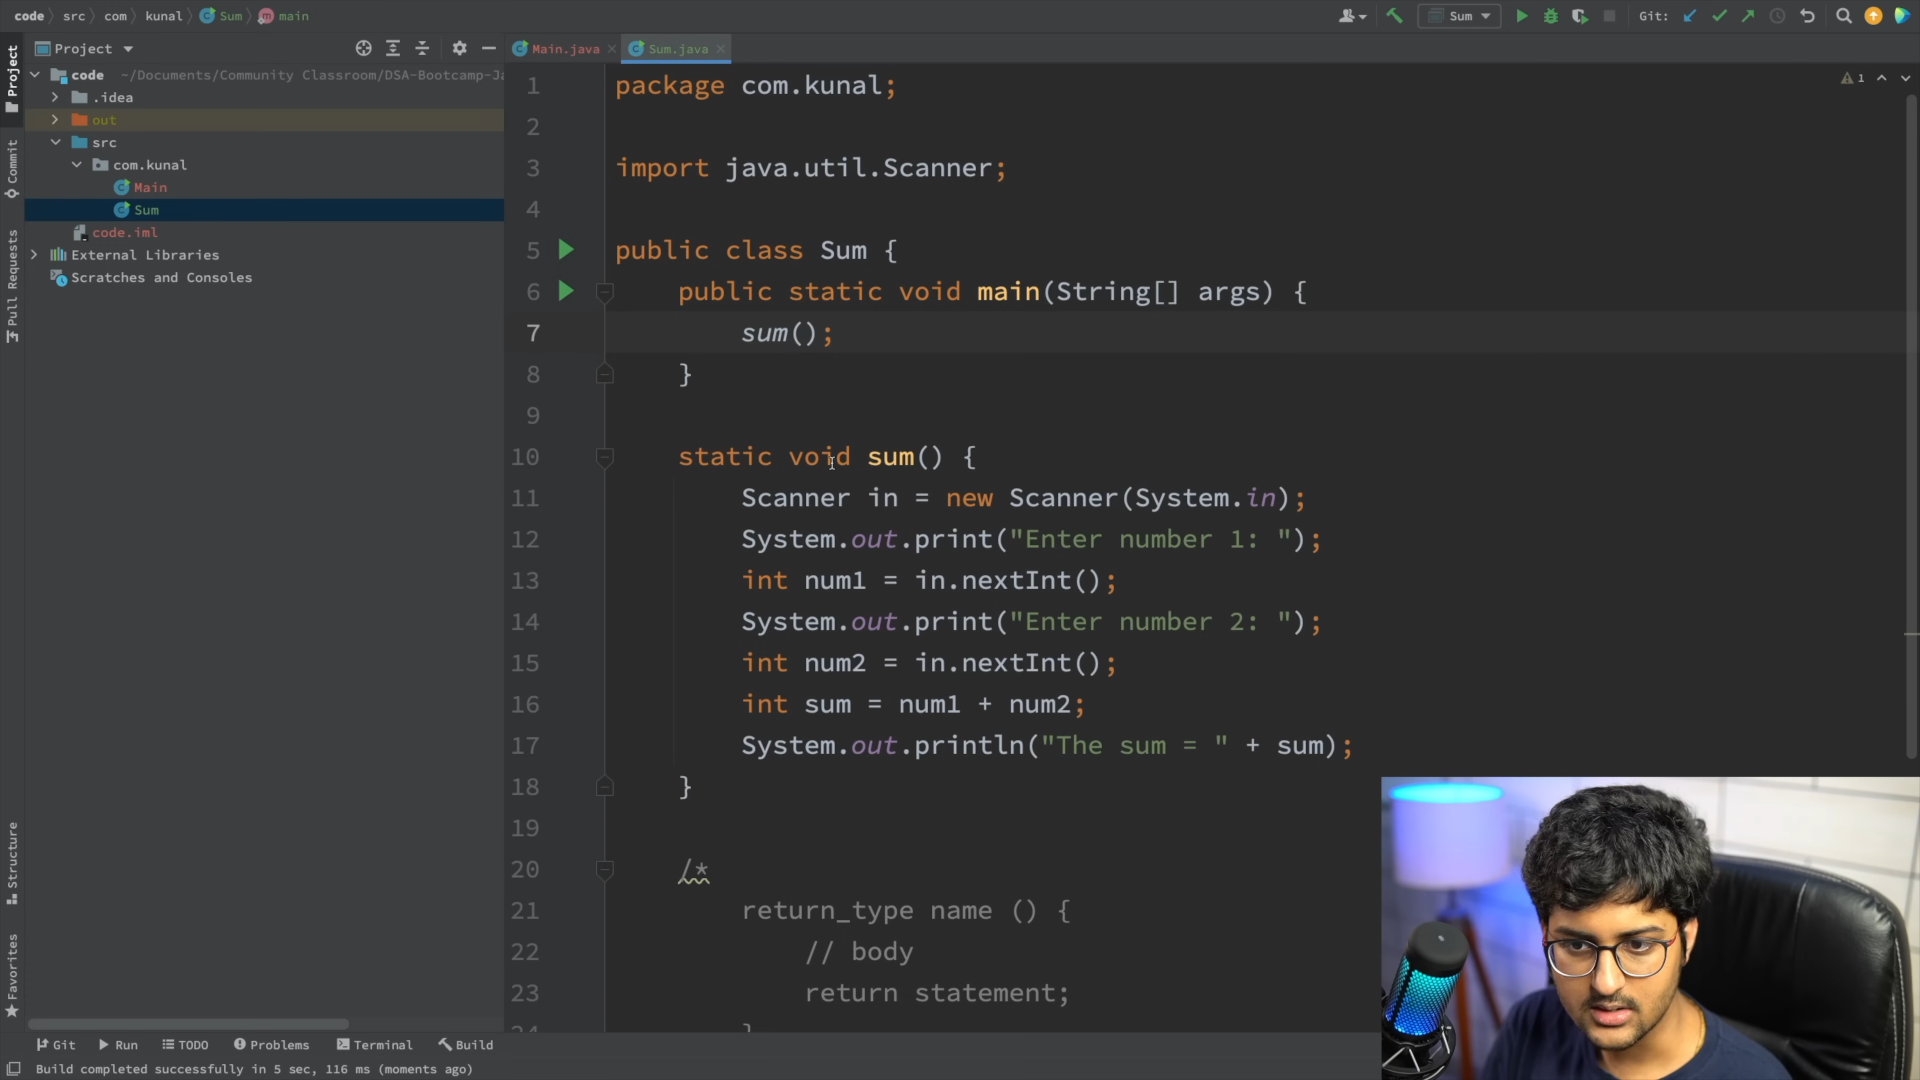 code src com kunal Sum main
Sum Git:
Project
Main.java Sum.java
Project
Commit
Pull Requests
Structure
Favorites
code ~/Documents/Community Classroom/DSA-Bootcamp-Ja
.idea
out
src
com.kunal
Main
Sum
code.iml
External Libraries
Scratches and Consoles
1
1 package com.kunal;
2
3 import java.util.Scanner;
4
5 public class Sum {
6 public static void main(String[] args) {
7 sum();
8 }
9
10 static void sum() {
11 Scanner in = new Scanner(System.in);
12 System.out.print("Enter number 1: ");
13 int num1 = in.nextInt();
14 System.out.print("Enter number 2: ");
15 int num2 = in.nextInt();
16 int sum = num1 + num2;
17 System.out.println("The sum = " + sum);
18 }
19
20 /*
21 return_type name () {
22 // body
23 return statement;
Git Run TODO Problems Terminal Build
Build completed successfully in 5 sec, 116 ms (moments ago)